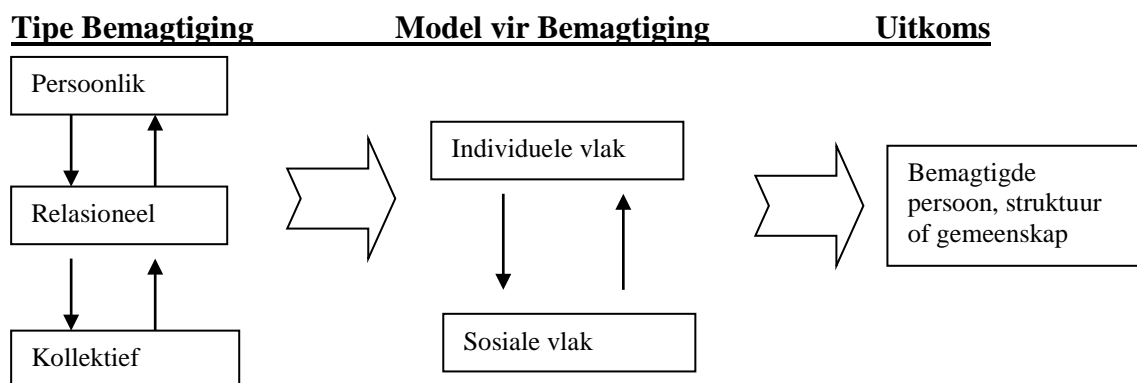 Tipe Bemagtiging Model vir Bemagtiging Uitkoms
Persoonlik
Relasioneel
Kollektief
Individuele vlak
Sosiale vlak
Bemagtigde
persoon, struktuur
of gemeenskap